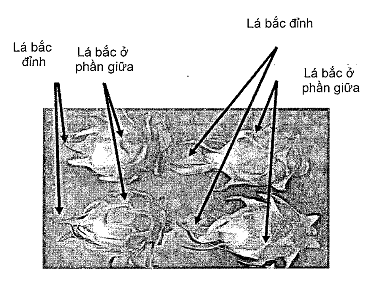 Lá bắc đỉnh
Lá bắc
đỉnh
Lá bắc ở
phần giữa
Lá bắc ở
phần giữa